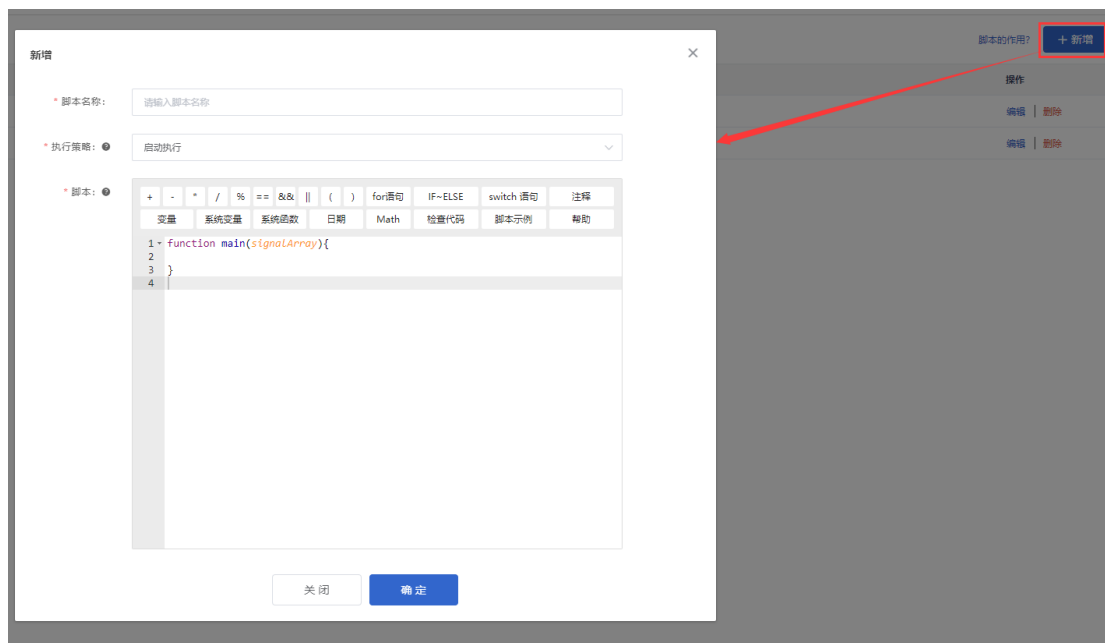 脚本的作用?
+ 新增
新增
操作
* 脚本名称:
请输入脚本名称
编辑 | 删除
* 执行策略:
启动执行
编辑 | 删除
* 脚本:
+ - * / % == && || ( ) for语句 IF~ELSE switch 语句 注释
变量 系统变量 系统函数 日期 Math 检查代码 脚本示例 帮助
1 function main(signalArray){
2
3 }
4
关 闭
确 定